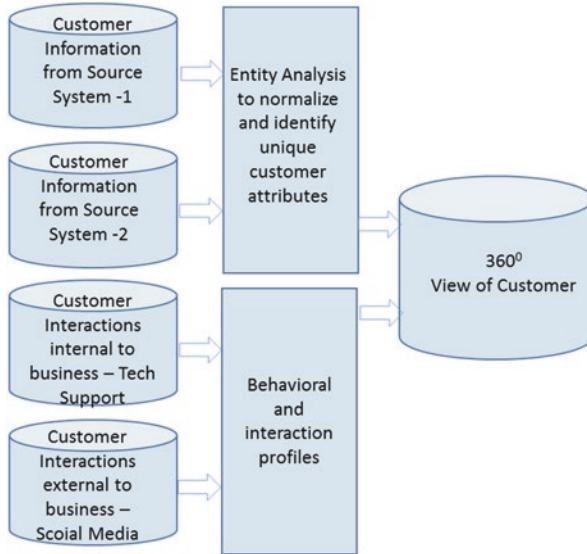 Customer
Information
from Source
System -1
Entity Analysis
to normalize
and identify
unique
customer
attributes
Customer
Information
from Source
System -2
360⁰
View of Customer
Customer
Interactions
internal to
business – Tech
Support
Behavioral
and
interaction
profiles
Customer
Interactions
external to
business –
Scoial Media